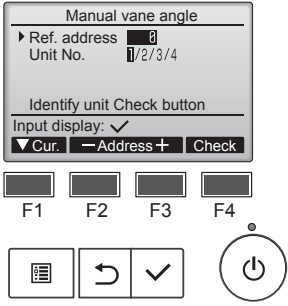 Manual vane angle
Ref. address 0
Unit No. 1/2/3/4
Identify unit Check button
Input display: ✓
▼Cur. −Address+ Check
F1 F2 F3 F4